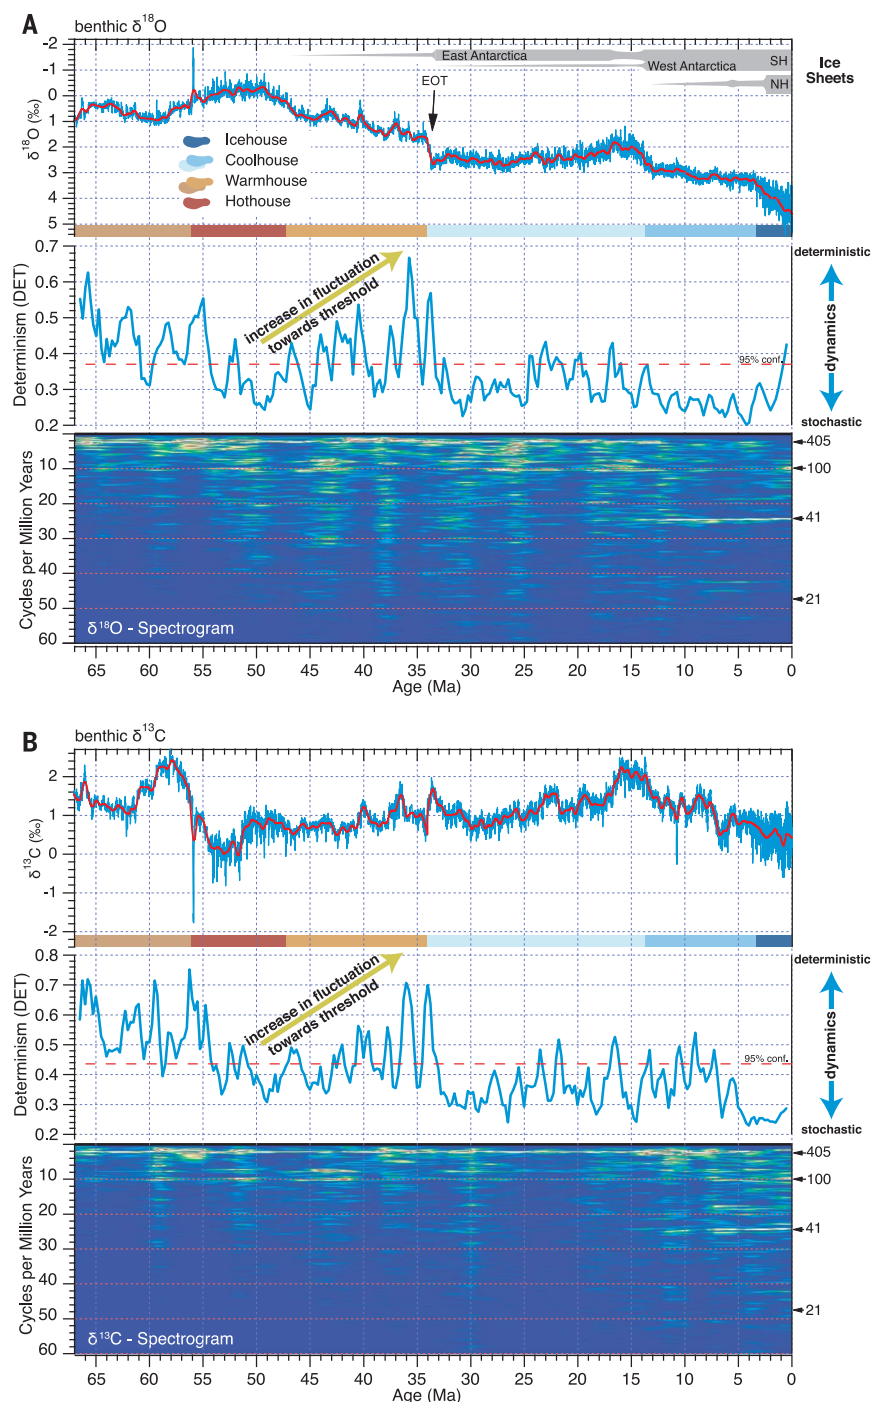 A
benthic δ18O
-2
-1
0
1
2
3
4
5
δ18O (‰)
East Antarctica
West Antarctica
SH
NH
Ice
Sheets
EOT
Icehouse
Coolhouse
Warmhouse
Hothouse
0.7
0.6
0.5
0.4
0.3
0.2
Determinism (DET)
increase in fluctuation
towards threshold
95% conf.
deterministic
dynamics
stochastic
10
20
30
40
50
60
Cycles per Million Years
405
100
41
21
δ18O - Spectrogram
65 60 55 50 45 40 35 30 25 20 15 10 5 0
Age (Ma)
B
benthic δ13C
2
1
0
-1
-2
δ13C (‰)
0.8
0.7
0.6
0.5
0.4
0.3
0.2
Determinism (DET)
increase in fluctuation
towards threshold
95% conf.
deterministic
dynamics
stochastic
10
20
30
40
50
60
Cycles per Million Years
405
100
41
21
δ13C - Spectrogram
65 60 55 50 45 40 35 30 25 20 15 10 5 0
Age (Ma)